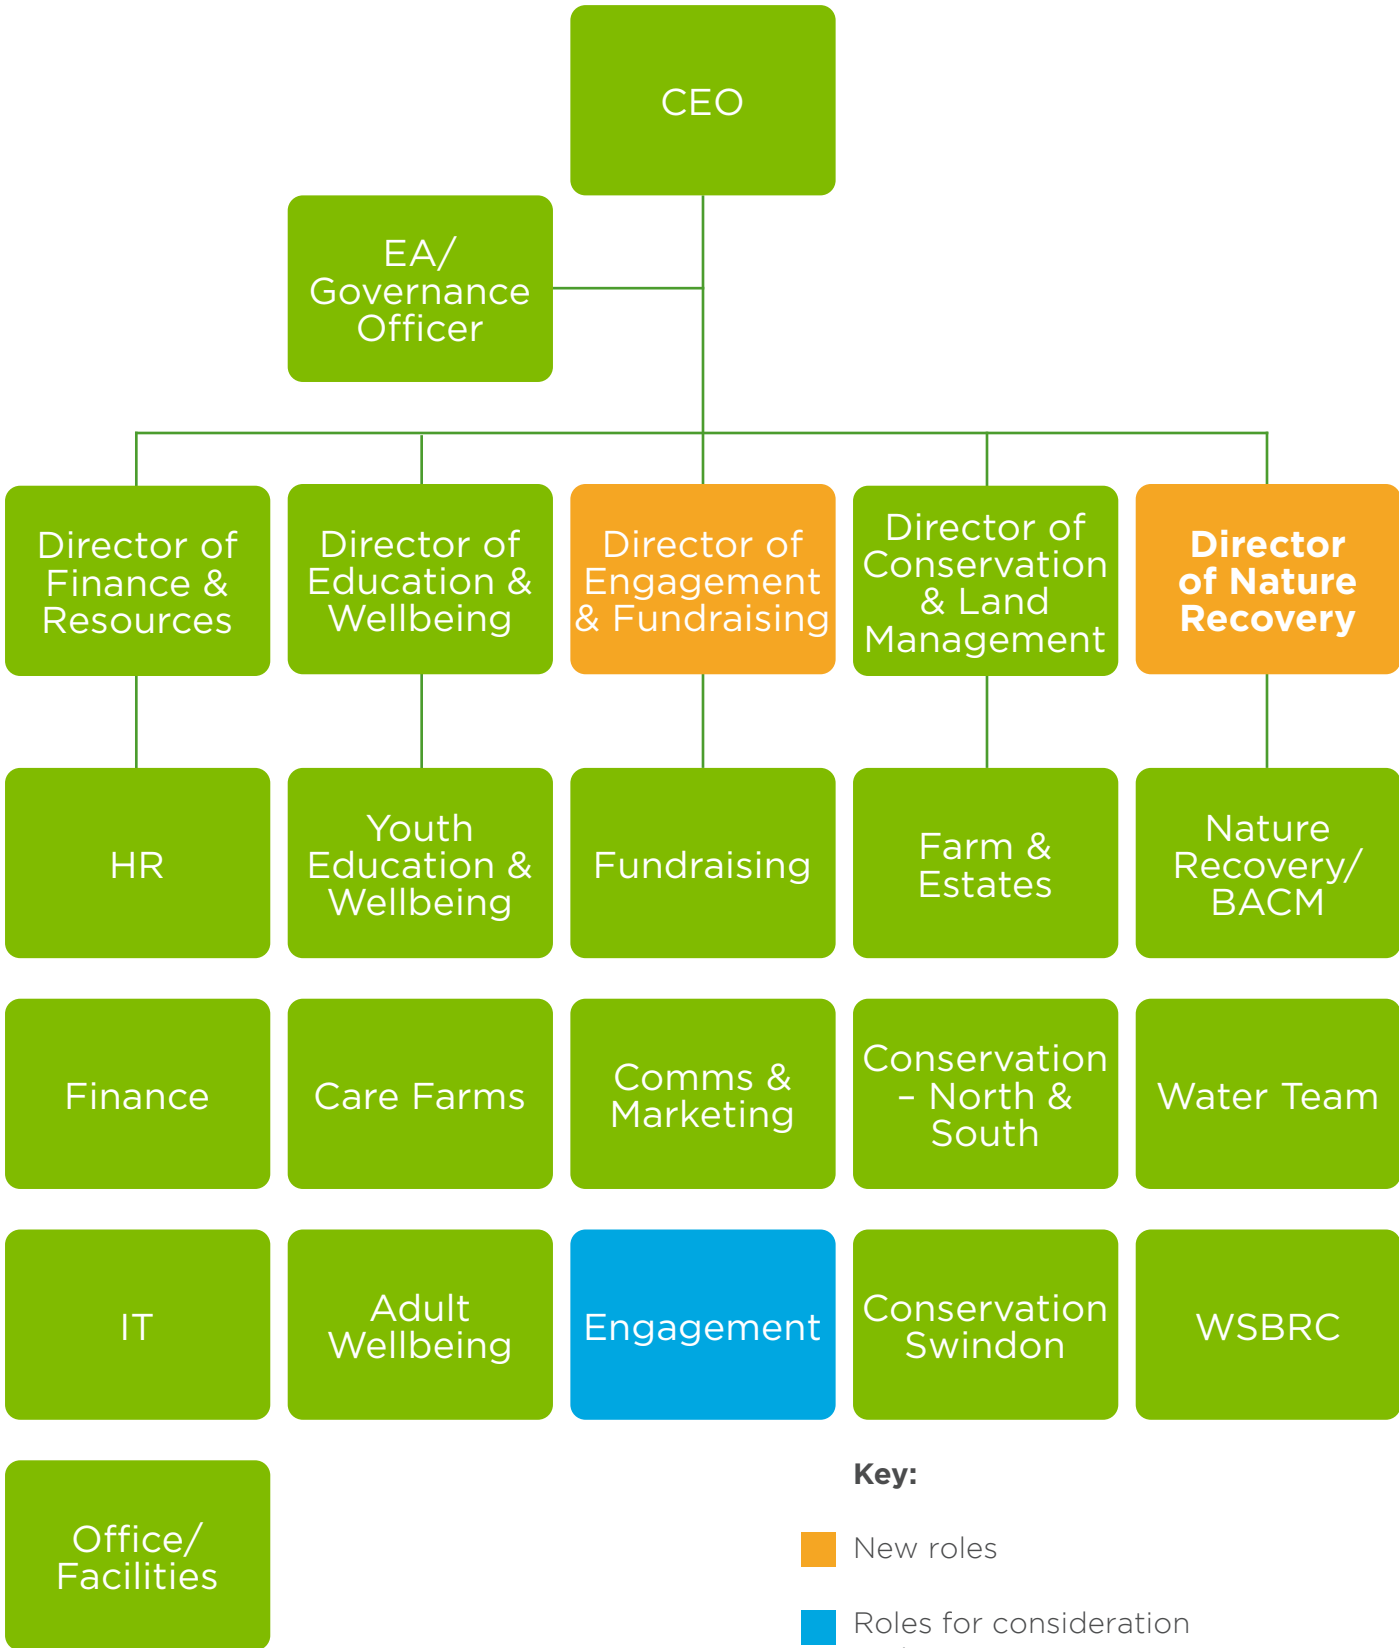 CEO
EA/
Governance
Officer
Director of
Finance &
Resources
Director of
Education &
Wellbeing
Director of
Engagement
& Fundraising
Director of
Conservation
& Land
Management
Director
of Nature
Recovery
HR
Youth
Education &
Wellbeing
Fundraising
Farm &
Estates
Nature
Recovery/
BACM
Finance
Care Farms
Comms &
Marketing
Conservation
– North &
South
Water Team
IT
Adult
Wellbeing
Engagement
Conservation
Swindon
WSBRC
Office/
Facilities
Key:
New roles
Roles for consideration